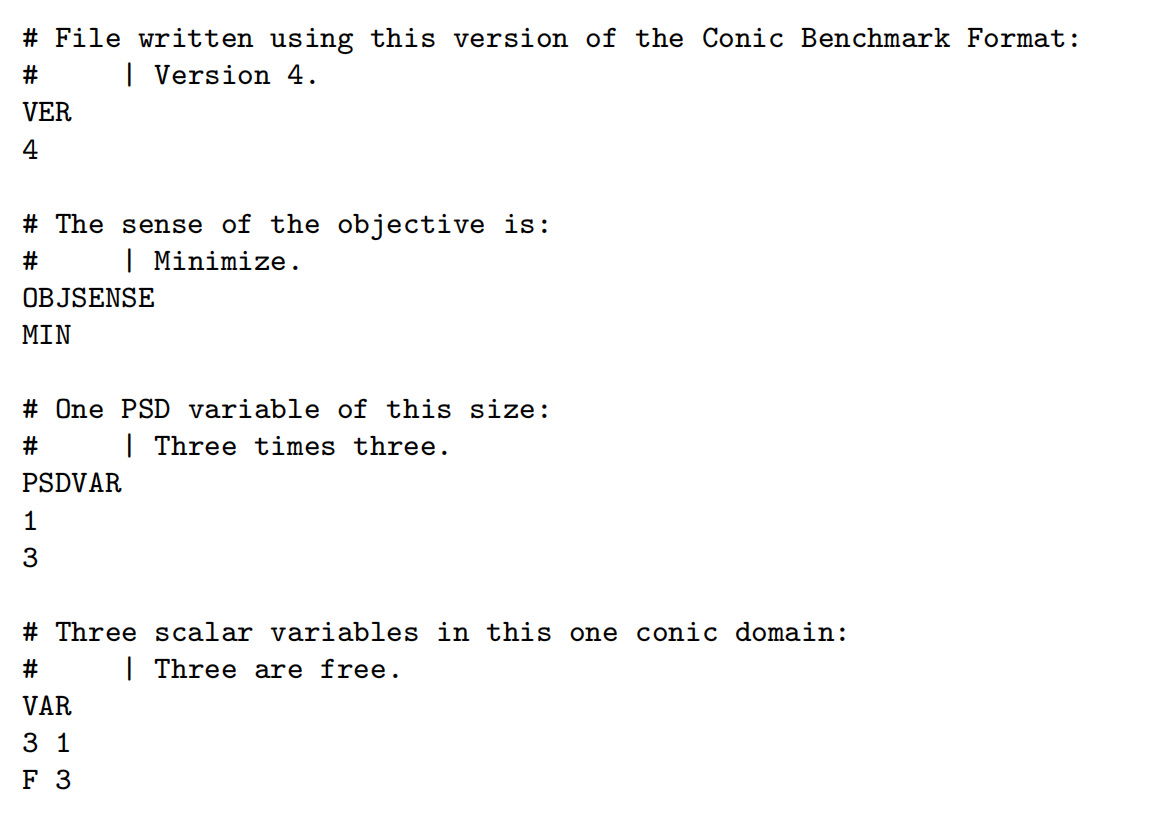 # File written using this version of the Conic Benchmark Format:
#     | Version 4.
VER
4
# The sense of the objective is:
#     | Minimize.
OBJSENSE
MIN
# One PSD variable of this size:
#     | Three times three.
PSDVAR
1
3
# Three scalar variables in this one conic domain:
#     | Three are free.
VAR
3 1
F 3